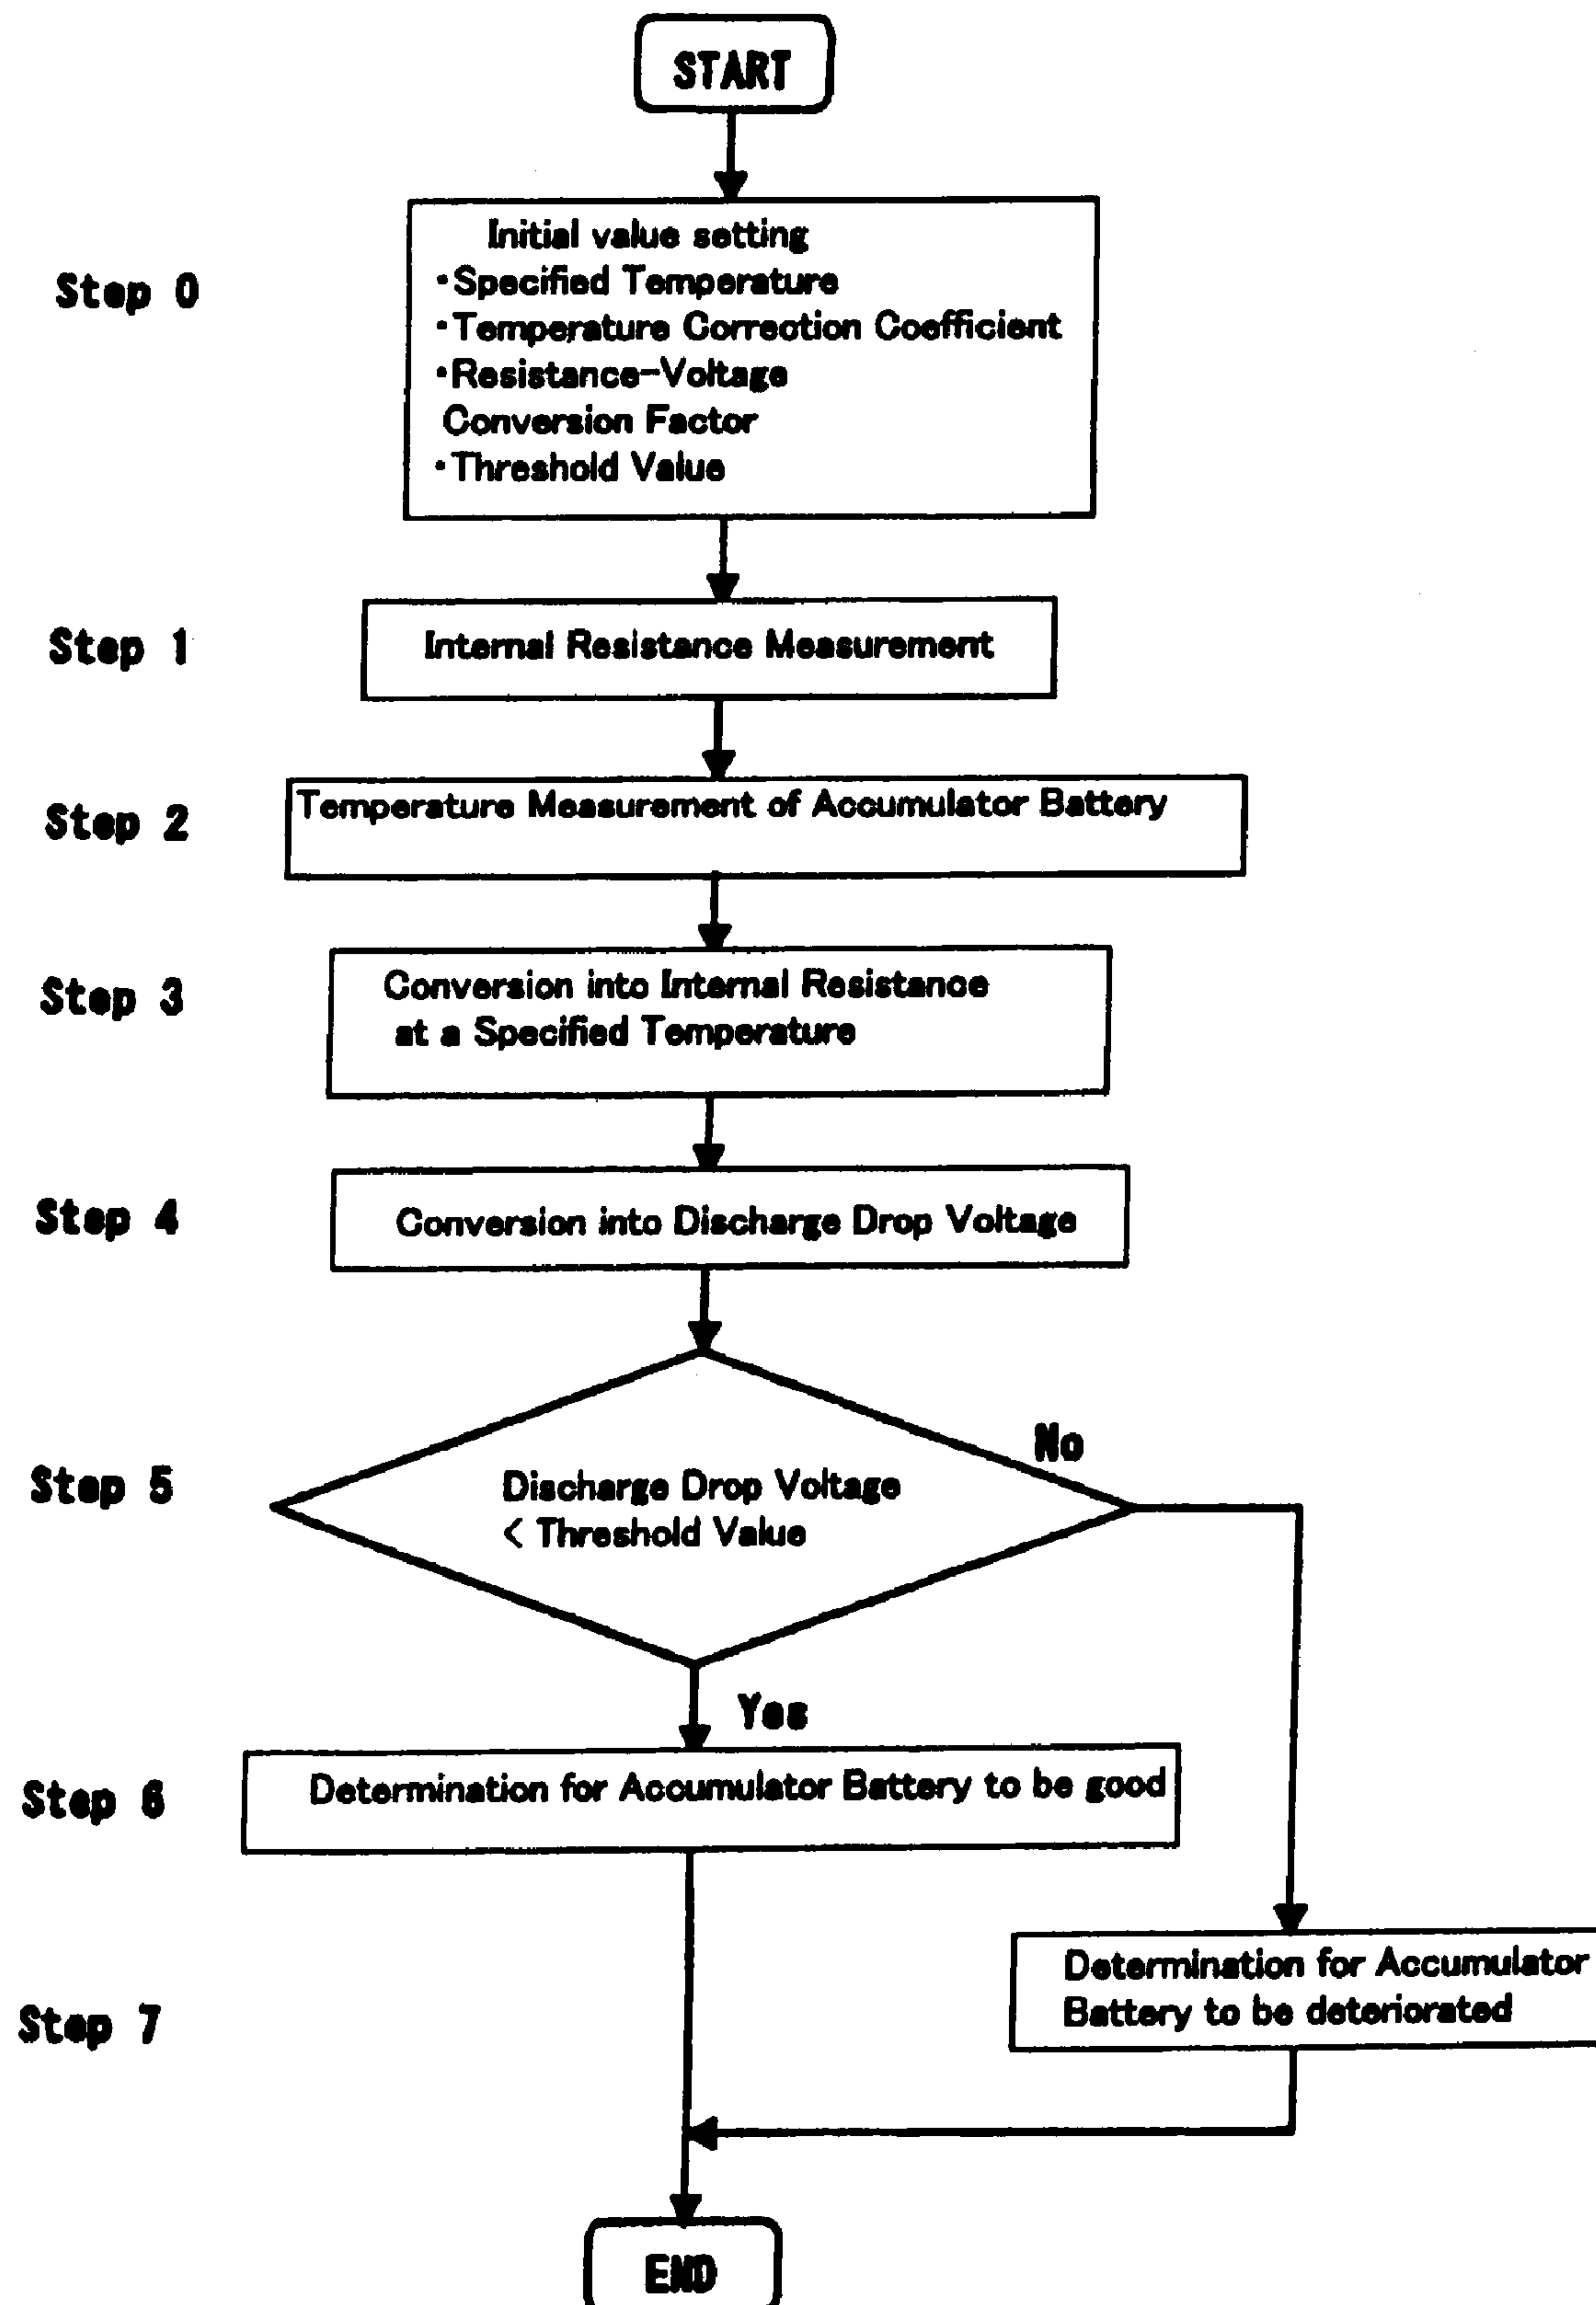 START
Step 0
Initial value setting
・Specified Temperature
・Temperature Correction Coefficient
・Resistance-Voltage
Conversion Factor
・Threshold Value
Step 1
Internal Resistance Measurement
Step 2
Temperature Measurement of Accumulator Battery
Step 3
Conversion into Internal Resistance
at a Specified Temperature
Step 4
Conversion into Discharge Drop Voltage
Step 5
Discharge Drop Voltage
< Threshold Value
No
Yes
Step 6
Determination for Accumulator Battery to be good
Step 7
Determination for Accumulator
Battery to be deteriorated
END